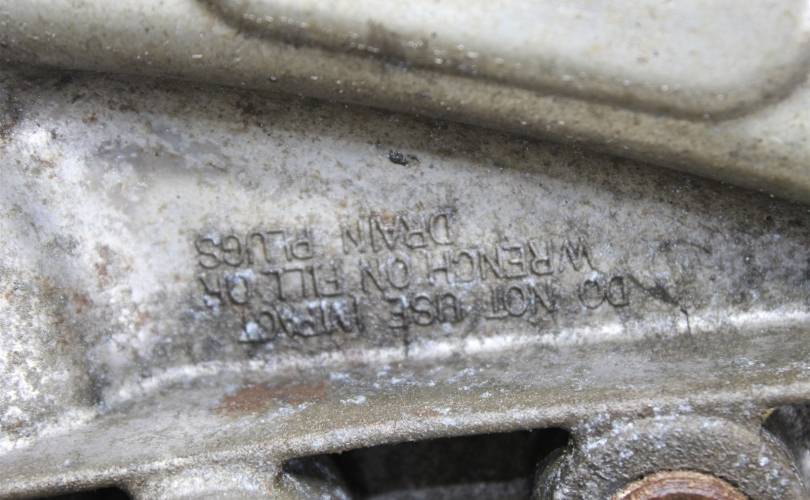 DO NOT USE IMPACT
WRENCH ON FILL OR
DRAIN PLUGS